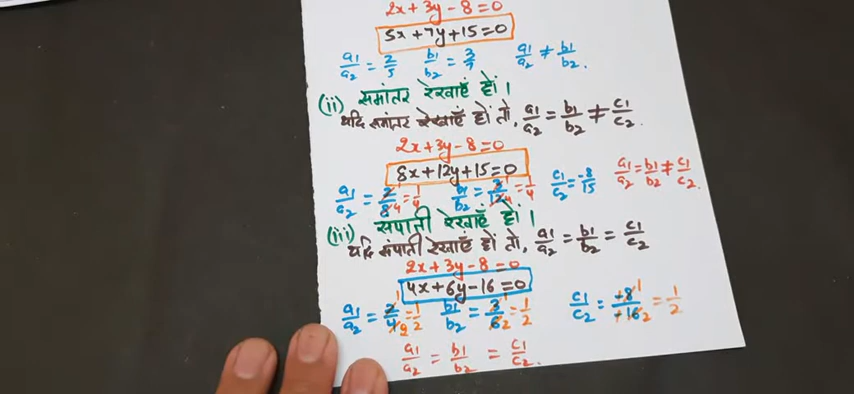 2x+3y-8=0
5x+7y+15=0
a₁/a₂ = 2/5  b₁/b₂ = 3/7  a₁/a₂ ≠ b₁/b₂.
(ii) समांतर रेखाएँ हों।
यदि समांतर रेखाएँ हों तो, a₁/a₂ = b₁/b₂ ≠ c₁/c₂.
2x+3y-8=0
8x+12y+15=0
a₁/a₂ = 2/8 = 1/4  b₁/b₂ = 3/12 = 1/4  c₁/c₂ = -8/15  a₁/a₂ = b₁/b₂ ≠ c₁/c₂.
(iii) संपाती रेखाएँ हों।
यदि संपाती रेखाएँ हों तो, a₁/a₂ = b₁/b₂ = c₁/c₂
2x+3y-8=0
4x+6y-16=0
a₁/a₂ = 2/4 = 1/2  b₁/b₂ = 3/6 = 1/2  c₁/c₂ = -8/-16 = 1/2
a₁/a₂ = b₁/b₂ = c₁/c₂.